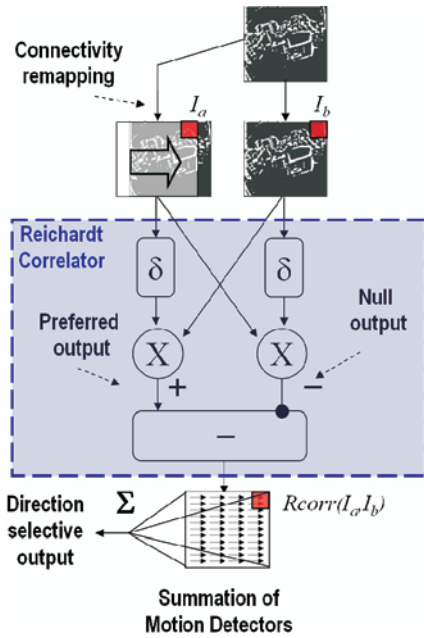 Connectivity
remapping
Ia
Ib
Reichardt
Correlator
δ
δ
Preferred
output
Null
output
X
X
+
−
−
Direction
selective
output
Σ
Rcorr(Ia,Ib)
Summation of
Motion Detectors